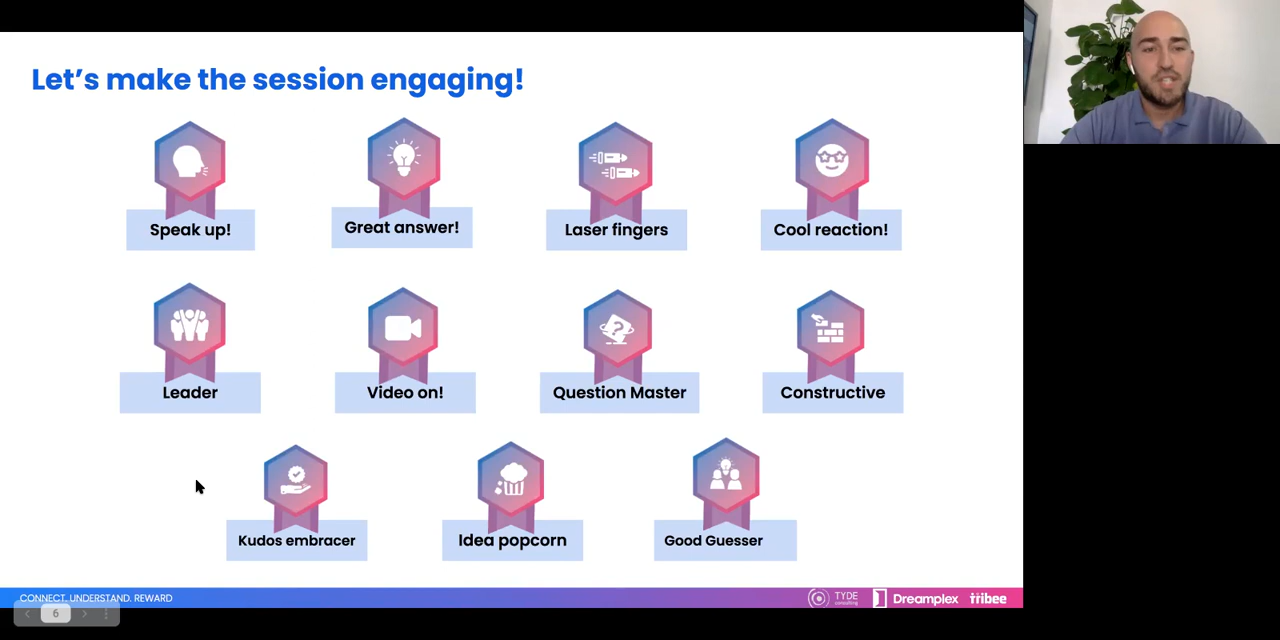 Let's make the session engaging!
Speak up!
Great answer!
Laser fingers
Cool reaction!
Leader
Video on!
Question Master
Constructive
Kudos embracer
Idea popcorn
Good Guesser
CONNECT. UNDERSTAND. REWARD
TYDE
consulting
Dreamplex
tribee
6